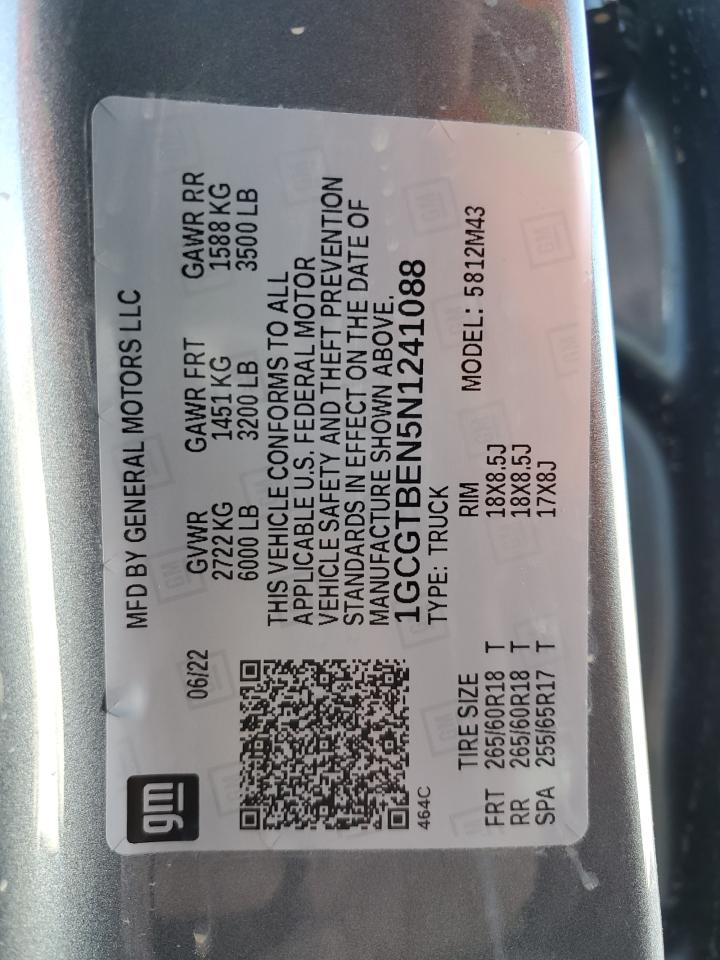 gm
MFD BY GENERAL MOTORS LLC
06/22
GVWR GAWR FRT GAWR RR
2722 KG 1451 KG 1588 KG
6000 LB 3200 LB 3500 LB
THIS VEHICLE CONFORMS TO ALL
APPLICABLE U.S. FEDERAL MOTOR
VEHICLE SAFETY AND THEFT PREVENTION
STANDARDS IN EFFECT ON THE DATE OF
MANUFACTURE SHOWN ABOVE.
1GCGTBEN5N1241088
464C
TYPE: TRUCK
TIRE SIZE RIM MODEL: 5812M43
FRT 265/60R18 T 18X8.5J
RR 265/60R18 T 18X8.5J
SPA 255/65R17 T 17X8J